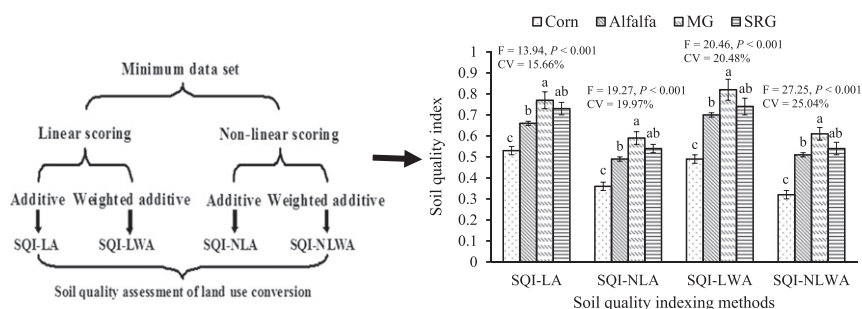 Minimum data set
Linear scoring Non-linear scoring
Additive Weighted additive Additive Weighted additive
SQI-LA SQI-LWA SQI-NLA SQI-NLWA
Soil quality assessment of land use conversion
Corn Alfalfa MG SRG
F = 13.94, P < 0.001
CV = 15.66%
F = 19.27, P < 0.001
CV = 19.97%
F = 20.46, P < 0.001
CV = 20.48%
F = 27.25, P < 0.001
CV = 25.04%
Soil quality index
1
0.9
0.8
0.7
0.6
0.5
0.4
0.3
0.2
0.1
0
c b a ab
c b a ab
c b a ab
c b a ab
SQI-LA SQI-NLA SQI-LWA SQI-NLWA
Soil quality indexing methods